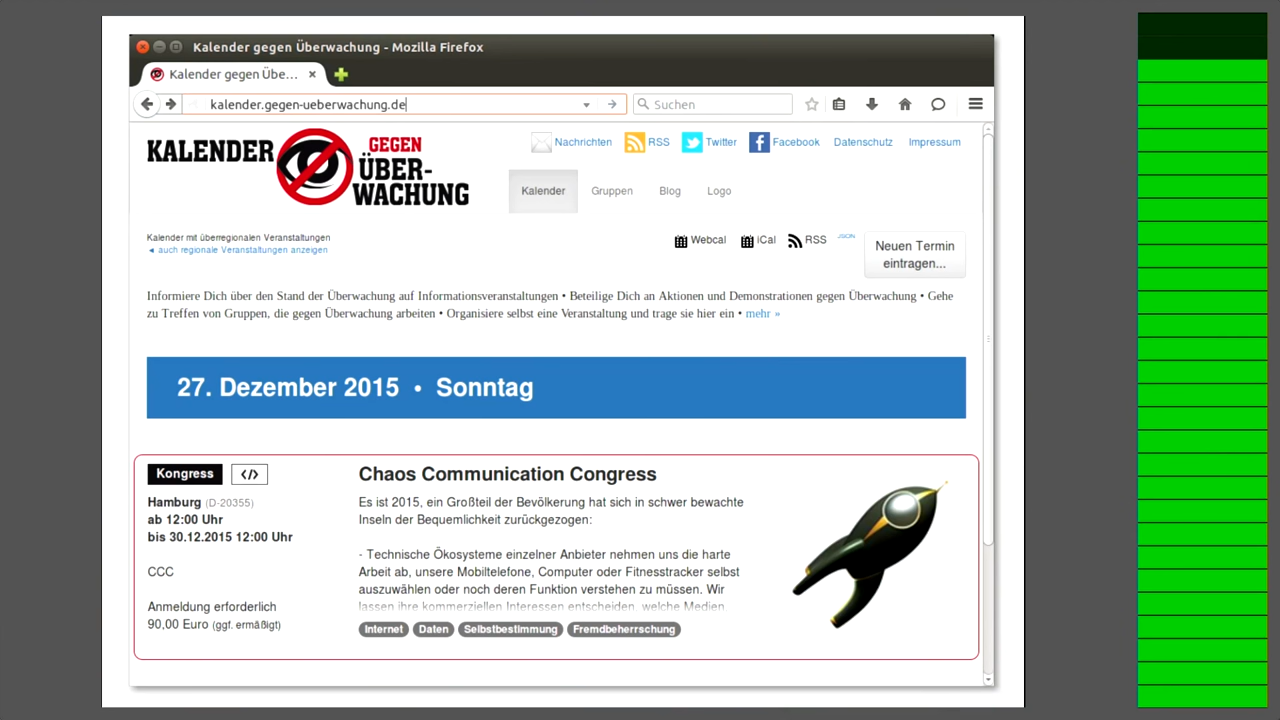 Kalender gegen Überwachung - Mozilla Firefox
Kalender gegen Übe...
kalender.gegen-ueberwachung.de
Suchen
KALENDER GEGEN ÜBER-WACHUNG
Nachrichten RSS Twitter Facebook Datenschutz Impressum
Kalender Gruppen Blog Logo
Kalender mit überregionalen Veranstaltungen
◄ auch regionale Veranstaltungen anzeigen
Webcal iCal RSS JSON
Neuen Termin
eintragen...
Informiere Dich über den Stand der Überwachung auf Informationsveranstaltungen • Beteilige Dich an Aktionen und Demonstrationen gegen Überwachung • Gehe
zu Treffen von Gruppen, die gegen Überwachung arbeiten • Organisiere selbst eine Veranstaltung und trage sie hier ein • mehr »
27. Dezember 2015 • Sonntag
Kongress </>
Hamburg (D-20355)
ab 12:00 Uhr
bis 30.12.2015 12:00 Uhr
CCC
Anmeldung erforderlich
90,00 Euro (ggf. ermäßigt)
Chaos Communication Congress
Es ist 2015, ein Großteil der Bevölkerung hat sich in schwer bewachte
Inseln der Bequemlichkeit zurückgezogen:
- Technische Ökosysteme einzelner Anbieter nehmen uns die harte
Arbeit ab, unsere Mobiltelefone, Computer oder Fitnesstracker selbst
auszuwählen oder noch deren Funktion verstehen zu müssen. Wir
lassen ihre kommerziellen Interessen entscheiden, welche Medien
Internet Daten Selbstbestimmung Fremdbeherrschung